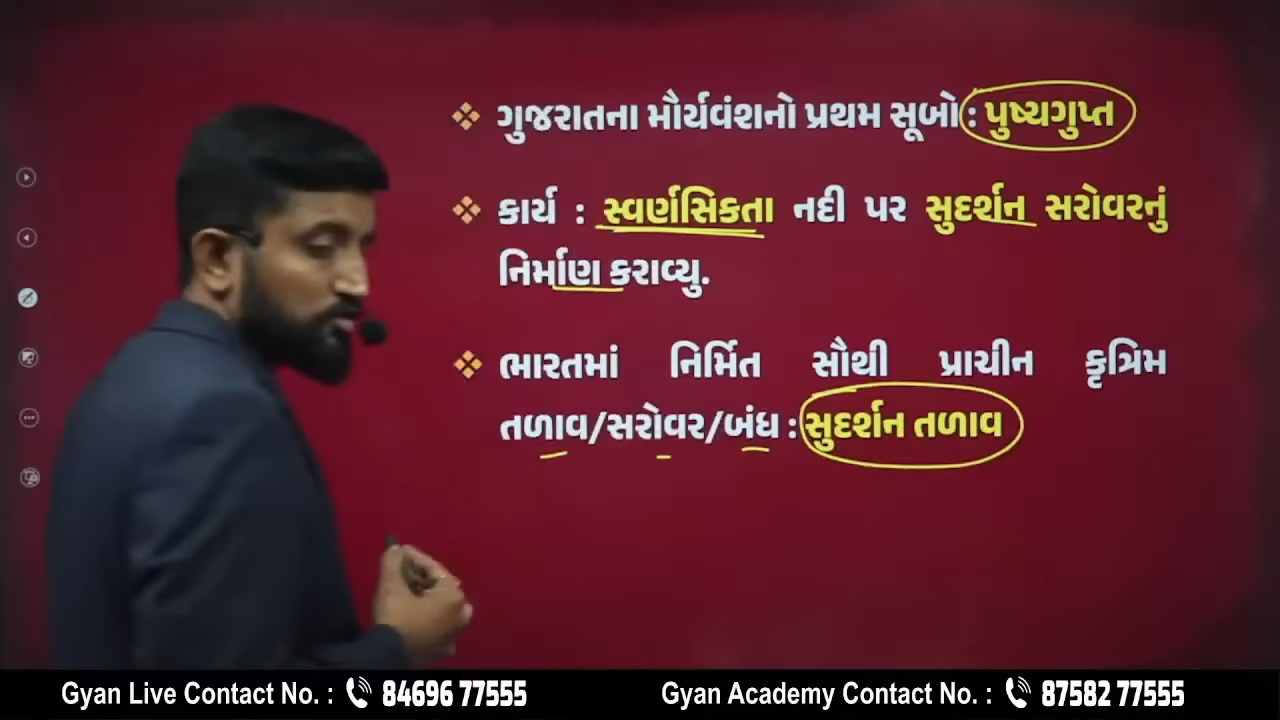 ❖ ગુજરાતના મૌર્યવંશનો પ્રથમ સૂબો : પુષ્યગુપ્ત
❖ કાર્ય : સ્વર્ણસિકતા નદી પર સુદર્શન સરોવરનું
નિર્માણ કરાવ્યુ.
❖ ભારતમાં નિર્મિત સૌથી પ્રાચીન કૃત્રિમ
તળાવ/સરોવર/બંધ : સુદર્શન તળાવ
Gyan Live Contact No. : 84696 77555
Gyan Academy Contact No. : 87582 77555